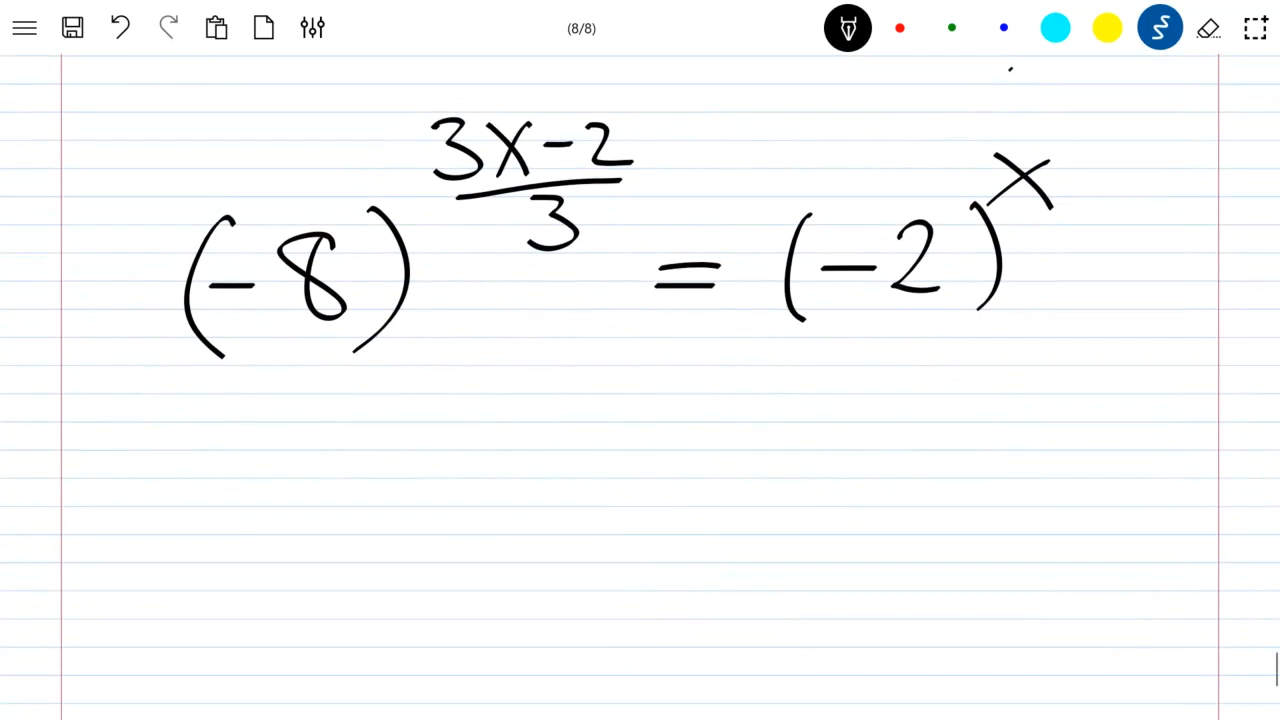 (8/8)
(-8)^((3x-2)/3) = (-2)^x